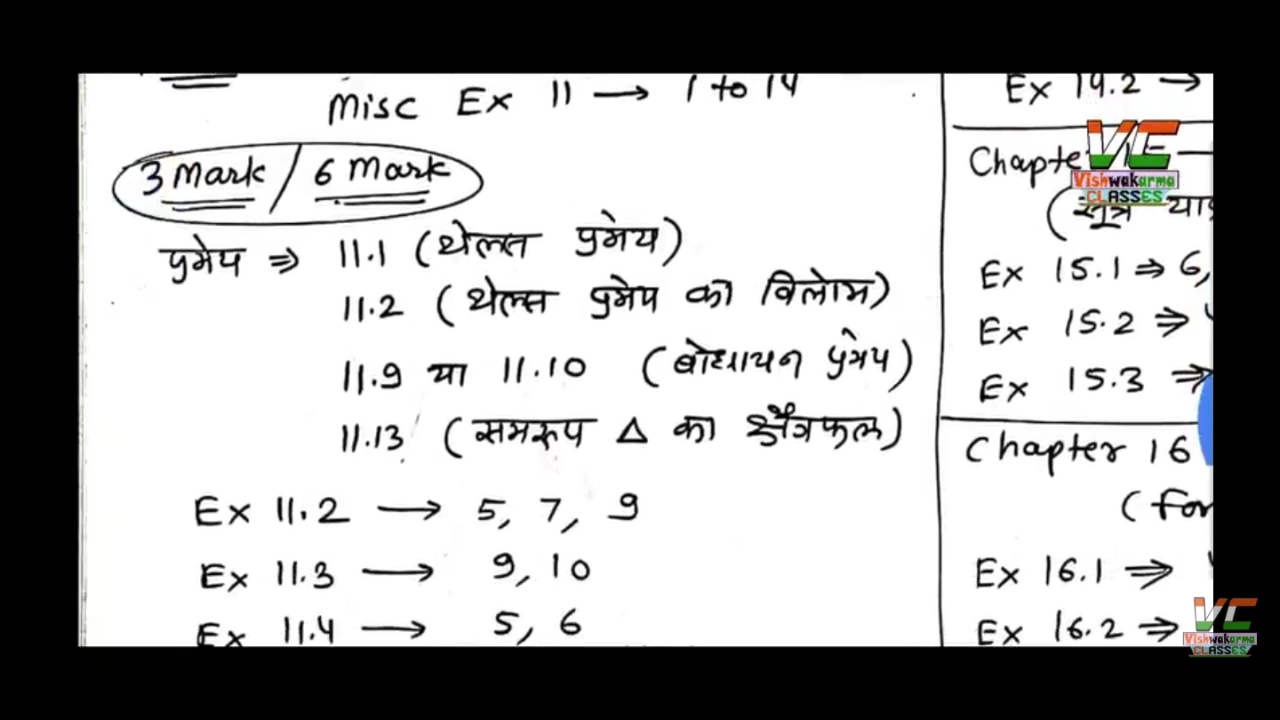 Misc Ex 11 → 1 to 14
3 Mark / 6 Mark
प्रमेय ⇒ 11.1 (थेल्स प्रमेय)
11.2 (थेल्स प्रमेय का विलोम)
11.9 या 11.10 (बोधायन प्रमेय)
11.13 (समरूप Δ का क्षेत्रफल)
Ex 11.2 → 5, 7, 9
Ex 11.3 → 9, 10
Ex 11.4 → 5, 6
Ex 14.2 →
Chapte
(सूत्र
Ex 15.1 ⇒ 6,
Ex 15.2 ⇒
Ex 15.3 ⇒
Chapter 16
(For
Ex 16.1 ⇒
Ex 16.2 ⇒
VC
Vishwakarma
CLASSES
VC
Vishwakarma
CLASSES